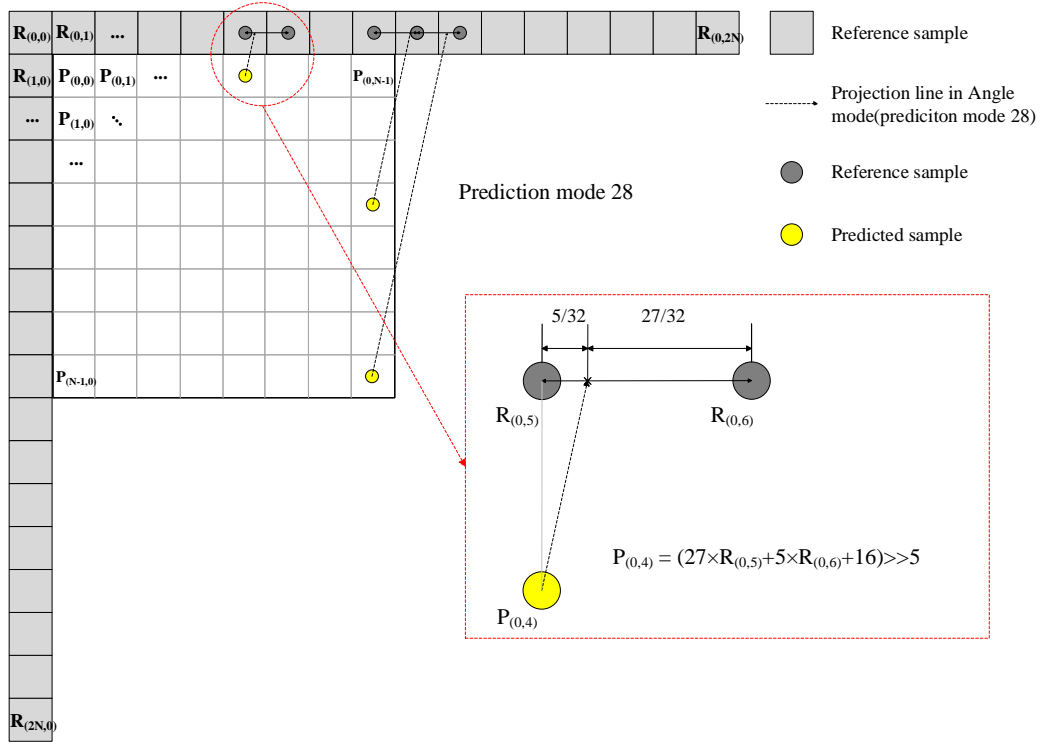 R(0,0) R(0,1) ... R(0,2N) Reference sample
R(1,0) P(0,0) P(0,1) ... P(0,N-1)
... P(1,0) ⋱
...
Projection line in Angle
mode(prediciton mode 28)
Reference sample
Prediction mode 28
Predicted sample
5/32 27/32
P(N-1,0)
R(0,5) R(0,6)
P(0,4) = (27×R(0,5)+5×R(0,6)+16)>>5
P(0,4)
R(2N,0)